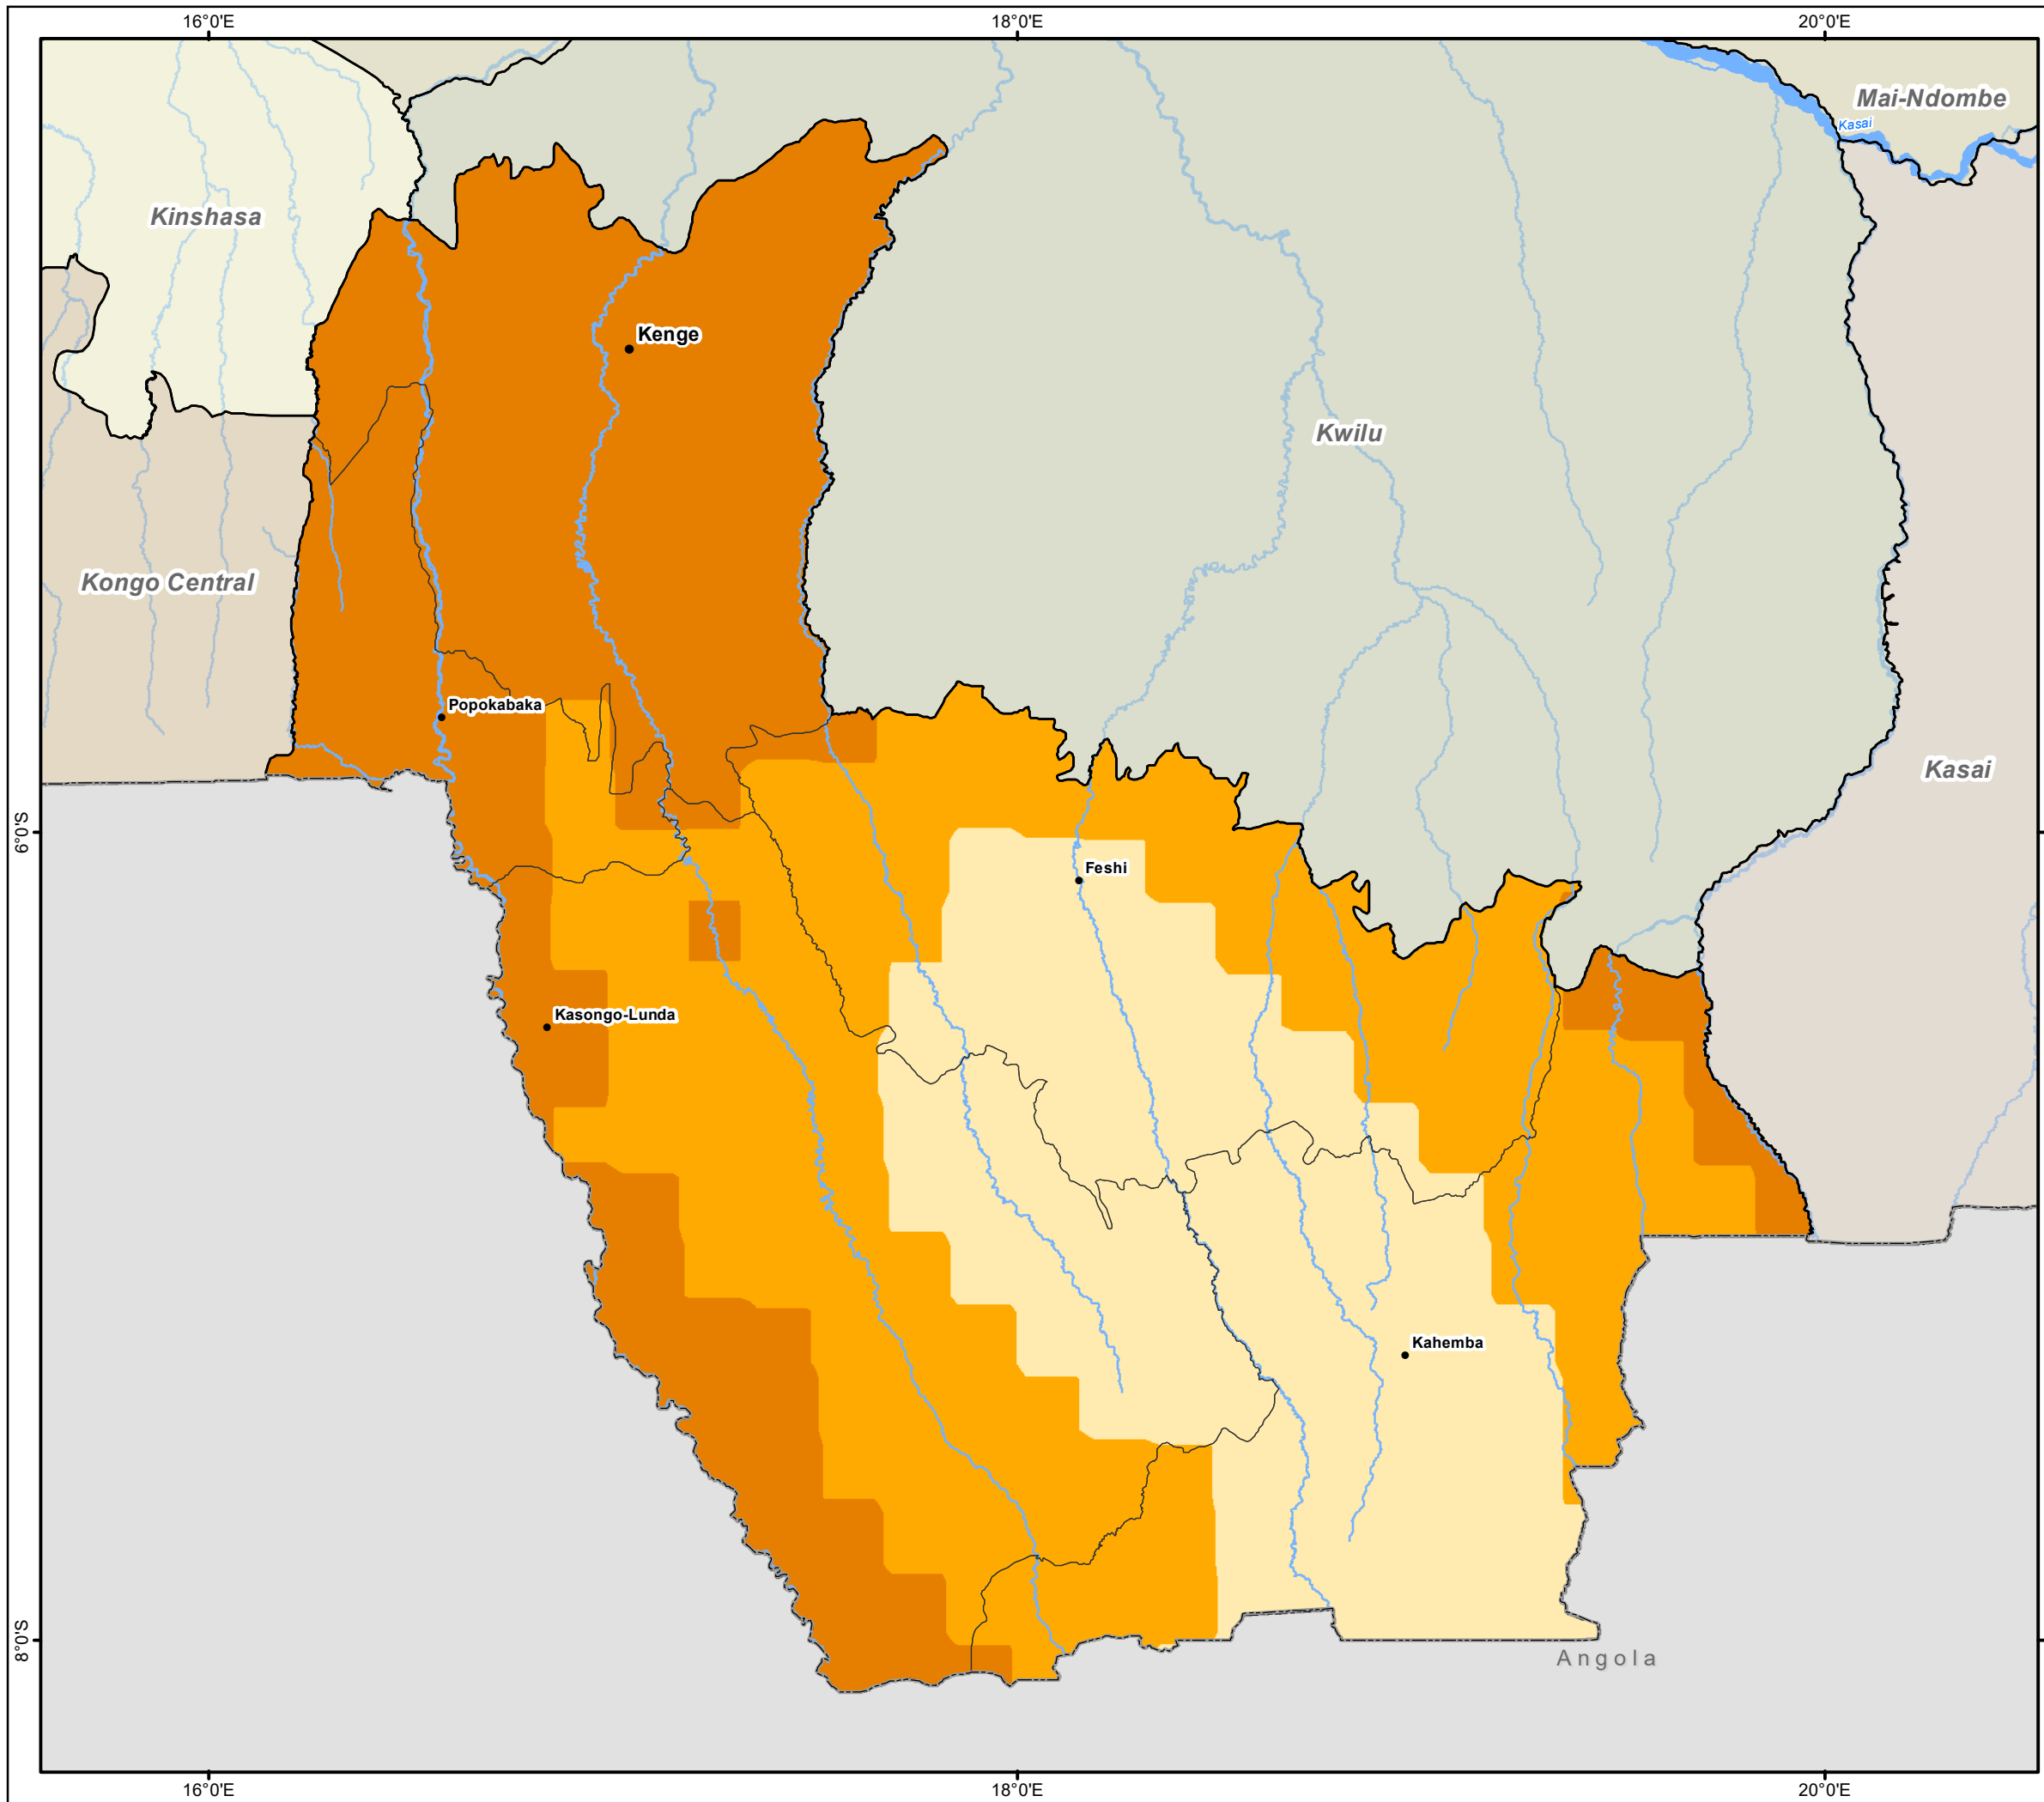 16°0'E 18°0'E 20°0'E
Mai-Ndombe
Kasai
Kinshasa
Kenge
Kwilu
Kongo Central
Popokabaka
Kasai
6°0'S
Feshi
Kasongo-Lunda
Kahemba
8°0'S
Angola
16°0'E 18°0'E 20°0'E